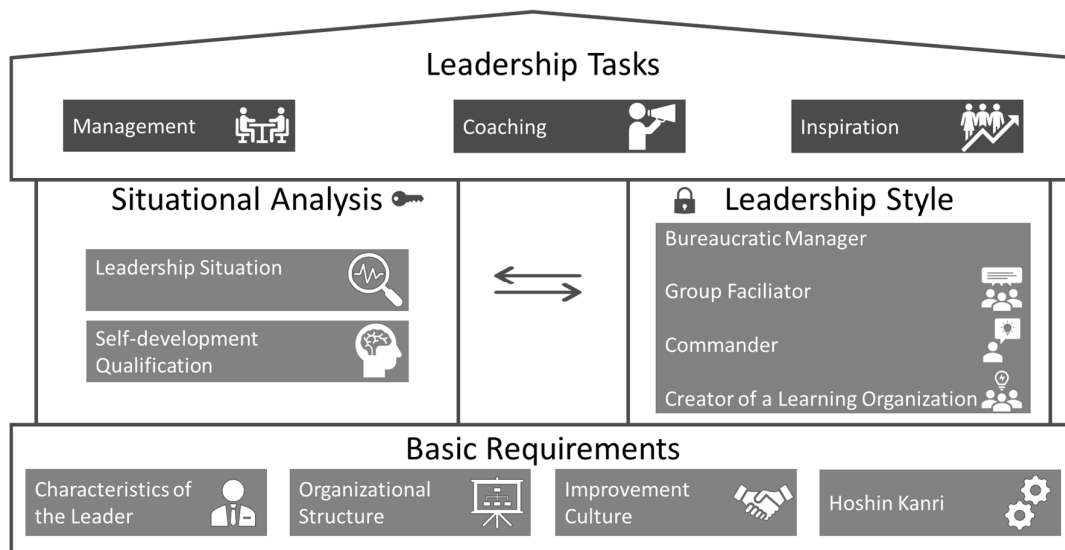 Leadership Tasks
Management
Coaching
Inspiration
Situational Analysis
Leadership Situation
Self-development
Qualification
Leadership Style
Bureaucratic Manager
Group Faciliator
Commander
Creator of a Learning Organization
Basic Requirements
Characteristics of
the Leader
Organizational
Structure
Improvement
Culture
Hoshin Kanri